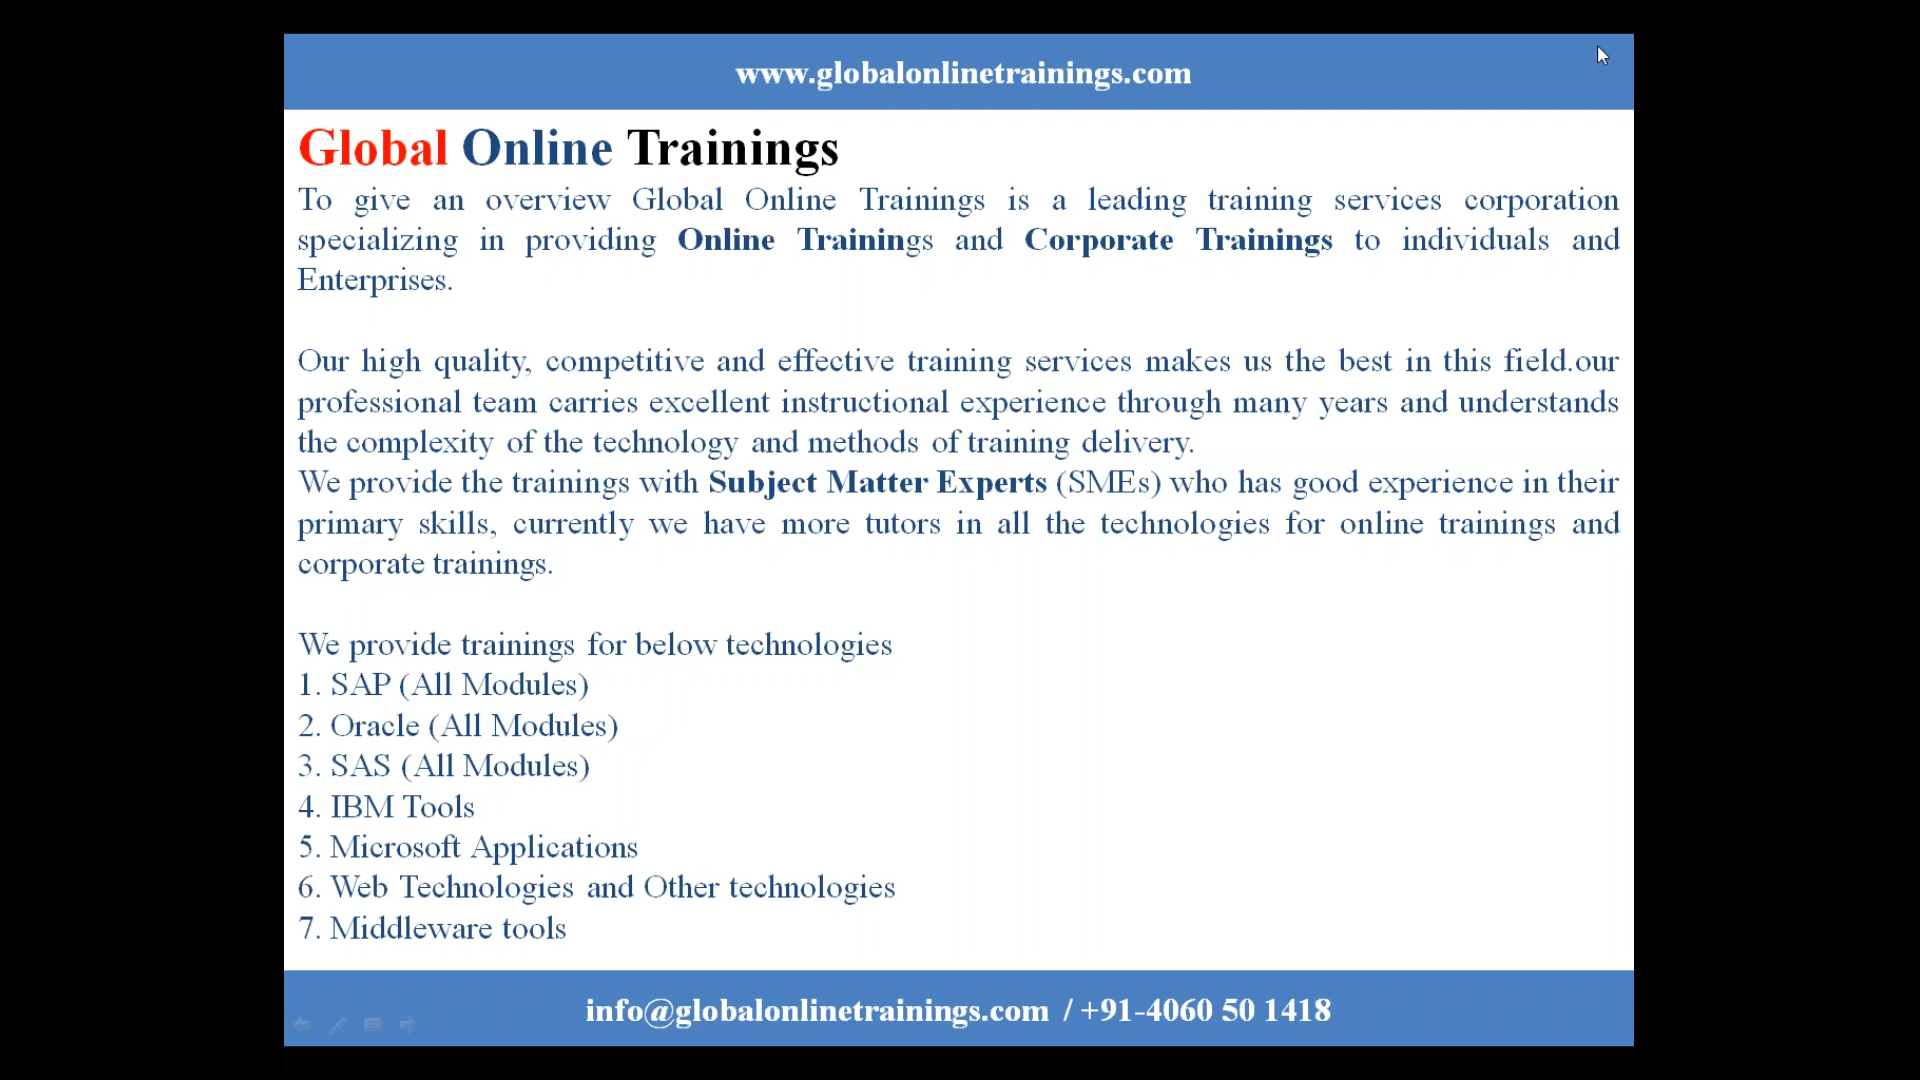 www.globalonlinetrainings.com
Global Online Trainings
To give an overview Global Online Trainings is a leading training services corporation
specializing in providing Online Trainings and Corporate Trainings to individuals and
Enterprises.
Our high quality, competitive and effective training services makes us the best in this field.our
professional team carries excellent instructional experience through many years and understands
the complexity of the technology and methods of training delivery.
We provide the trainings with Subject Matter Experts (SMEs) who has good experience in their
primary skills, currently we have more tutors in all the technologies for online trainings and
corporate trainings.
We provide trainings for below technologies
1. SAP (All Modules)
2. Oracle (All Modules)
3. SAS (All Modules)
4. IBM Tools
5. Microsoft Applications
6. Web Technologies and Other technologies
7. Middleware tools
info@globalonlinetrainings.com / +91-4060 50 1418